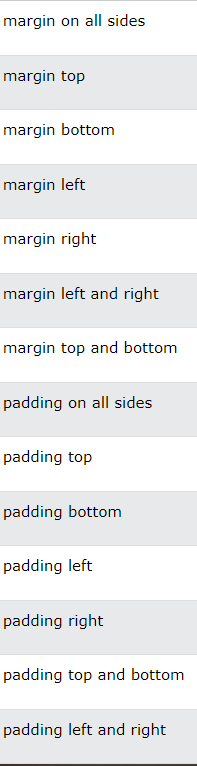 margin on all sides
margin top
margin bottom
margin left
margin right
margin left and right
margin top and bottom
padding on all sides
padding top
padding bottom
padding left
padding right
padding top and bottom
padding left and right